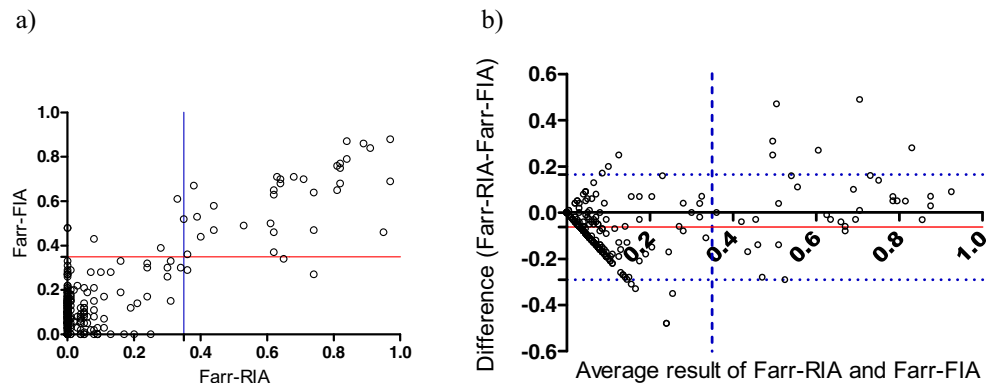 a)
1.0
0.8
0.6
0.4
0.2
0.0
Farr-FIA
0.0 0.2 0.4 0.6 0.8 1.0
Farr-RIA
b)
0.6
0.4
0.2
0.0
-0.2
-0.4
-0.6
Difference (Farr-RIA-Farr-FIA)
0.2 0.4 0.6 0.8 1.0
Average result of Farr-RIA and Farr-FIA